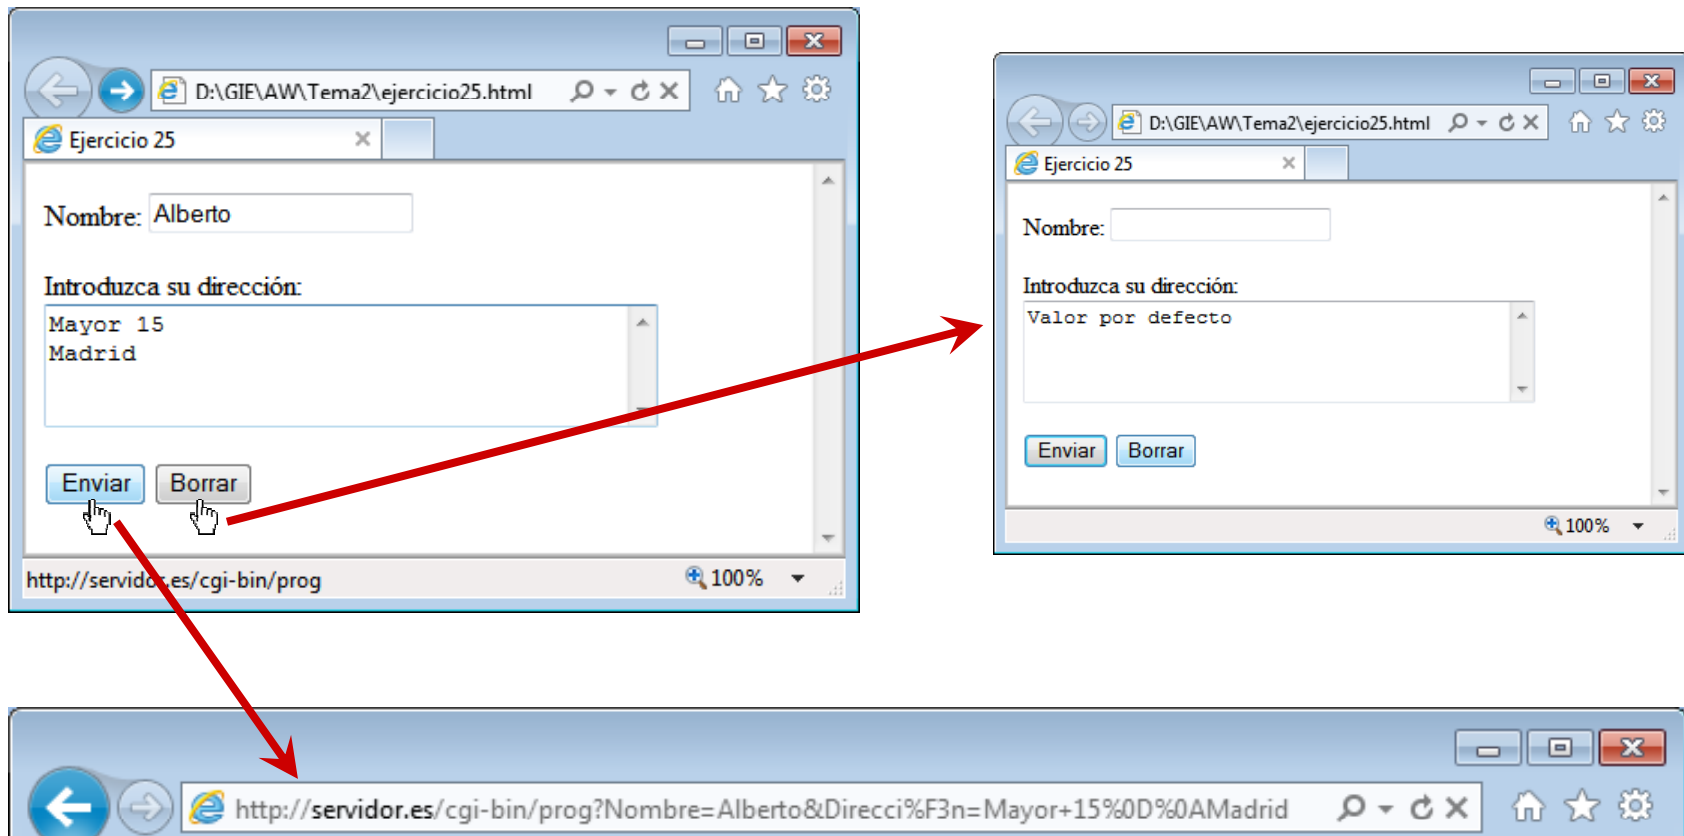 D:\GIE\AW\Tema2\ejercicio25.html
Ejercicio 25
Nombre: Alberto
Introduzca su dirección:
Mayor 15
Madrid
Enviar Borrar
http://servidor.es/cgi-bin/prog 100%
D:\GIE\AW\Tema2\ejercicio25.html
Ejercicio 25
Nombre:
Introduzca su dirección:
Valor por defecto
Enviar Borrar
100%
http://servidor.es/cgi-bin/prog?Nombre=Alberto&Direcci%F3n=Mayor+15%0D%0AMadrid